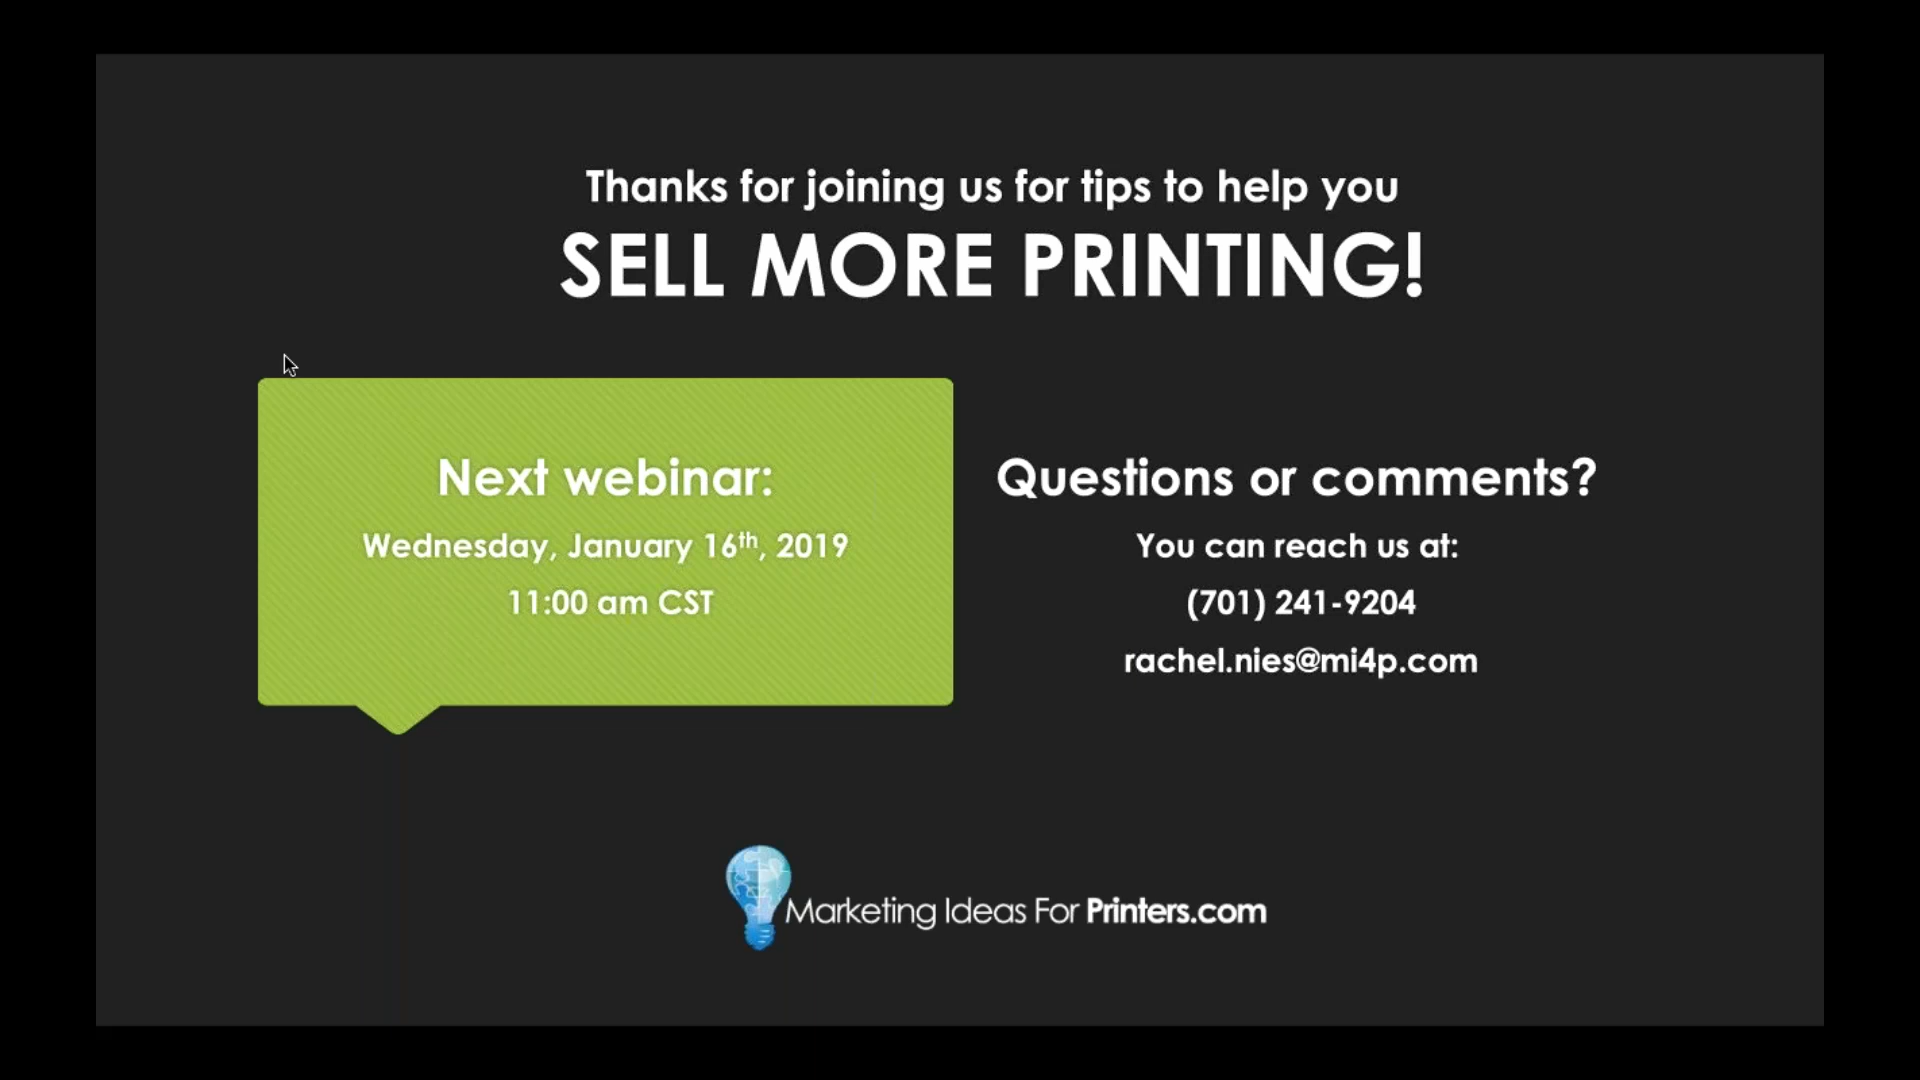 Thanks for joining us for tips to help you
SELL MORE PRINTING!
Next webinar:
Wednesday, January 16th, 2019
11:00 am CST
Questions or comments?
You can reach us at:
(701) 241-9204
rachel.nies@mi4p.com
Marketing Ideas For Printers.com